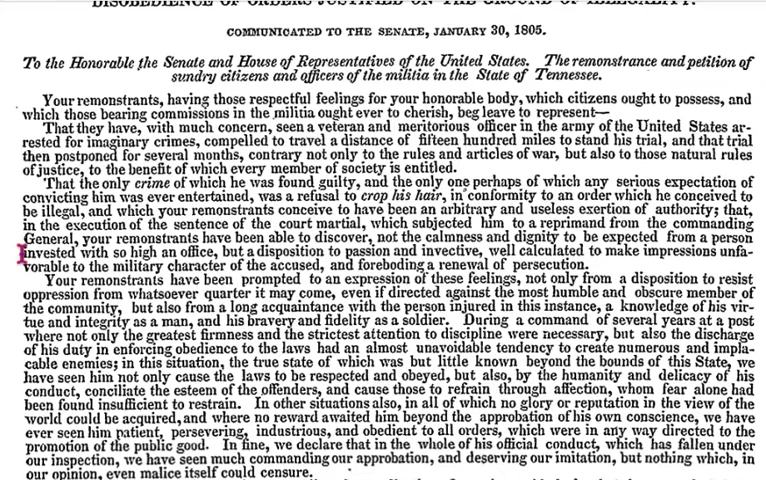 DISOBEDIENCE OF ORDERS JUSTIFIED ON THE GROUND OF ILLEGALITY.
COMMUNICATED TO THE SENATE, JANUARY 30, 1805.
To the Honorable the Senate and House of Representatives of the United States. The remonstrance and petition of
sundry citizens and officers of the militia in the State of Tennessee.
Your remonstrants, having those respectful feelings for your honorable body, which citizens ought to possess, and
which those bearing commissions in the militia ought ever to cherish, beg leave to represent—
That they have, with much concern, seen a veteran and meritorious officer in the army of the United States ar-
rested for imaginary crimes, compelled to travel a distance of fifteen hundred miles to stand his trial, and that trial
then postponed for several months, contrary not only to the rules and articles of war, but also to those natural rules
of justice, to the benefit of which every member of society is entitled.
That the only crime of which he was found guilty, and the only one perhaps of which any serious expectation of
convicting him was ever entertained, was a refusal to crop his hair, in conformity to an order which he conceived to
be illegal, and which your remonstrants conceive to have been an arbitrary and useless exertion of authority; that,
in the execution of the sentence of the court martial, which subjected him to a reprimand from the commanding
General, your remonstrants have been able to discover, not the calmness and dignity to be expected from a person
invested with so high an office, but a disposition to passion and invective, well calculated to make impressions unfa-
vorable to the military character of the accused, and foreboding a renewal of persecution.
Your remonstrants have been prompted to an expression of these feelings, not only from a disposition to resist
oppression from whatsoever quarter it may come, even if directed against the most humble and obscure member of
the community, but also from a long acquaintance with the person injured in this instance, a knowledge of his vir-
tue and integrity as a man, and his bravery and fidelity as a soldier. During a command of several years at a post
where not only the greatest firmness and the strictest attention to discipline were necessary, but also the discharge
of his duty in enforcing obedience to the laws had an almost unavoidable tendency to create numerous and impla-
cable enemies; in this situation, the true state of which was but little known beyond the bounds of this State, we
have seen him not only cause the laws to be respected and obeyed, but also, by the humanity and delicacy of his
conduct, conciliate the esteem of the offenders, and cause those to refrain through affection, whom fear alone had
been found insufficient to restrain. In other situations also, in all of which no glory or reputation in the view of the
world could be acquired, and where no reward awaited him beyond the approbation of his own conscience, we have
ever seen him patient, persevering, industrious, and obedient to all orders, which were in any way directed to the
promotion of the public good. In fine, we declare that in the whole of his official conduct, which has fallen under
our inspection, we have seen much commanding our approbation, and deserving our imitation, but nothing which, in
our opinion, even malice itself could censure.